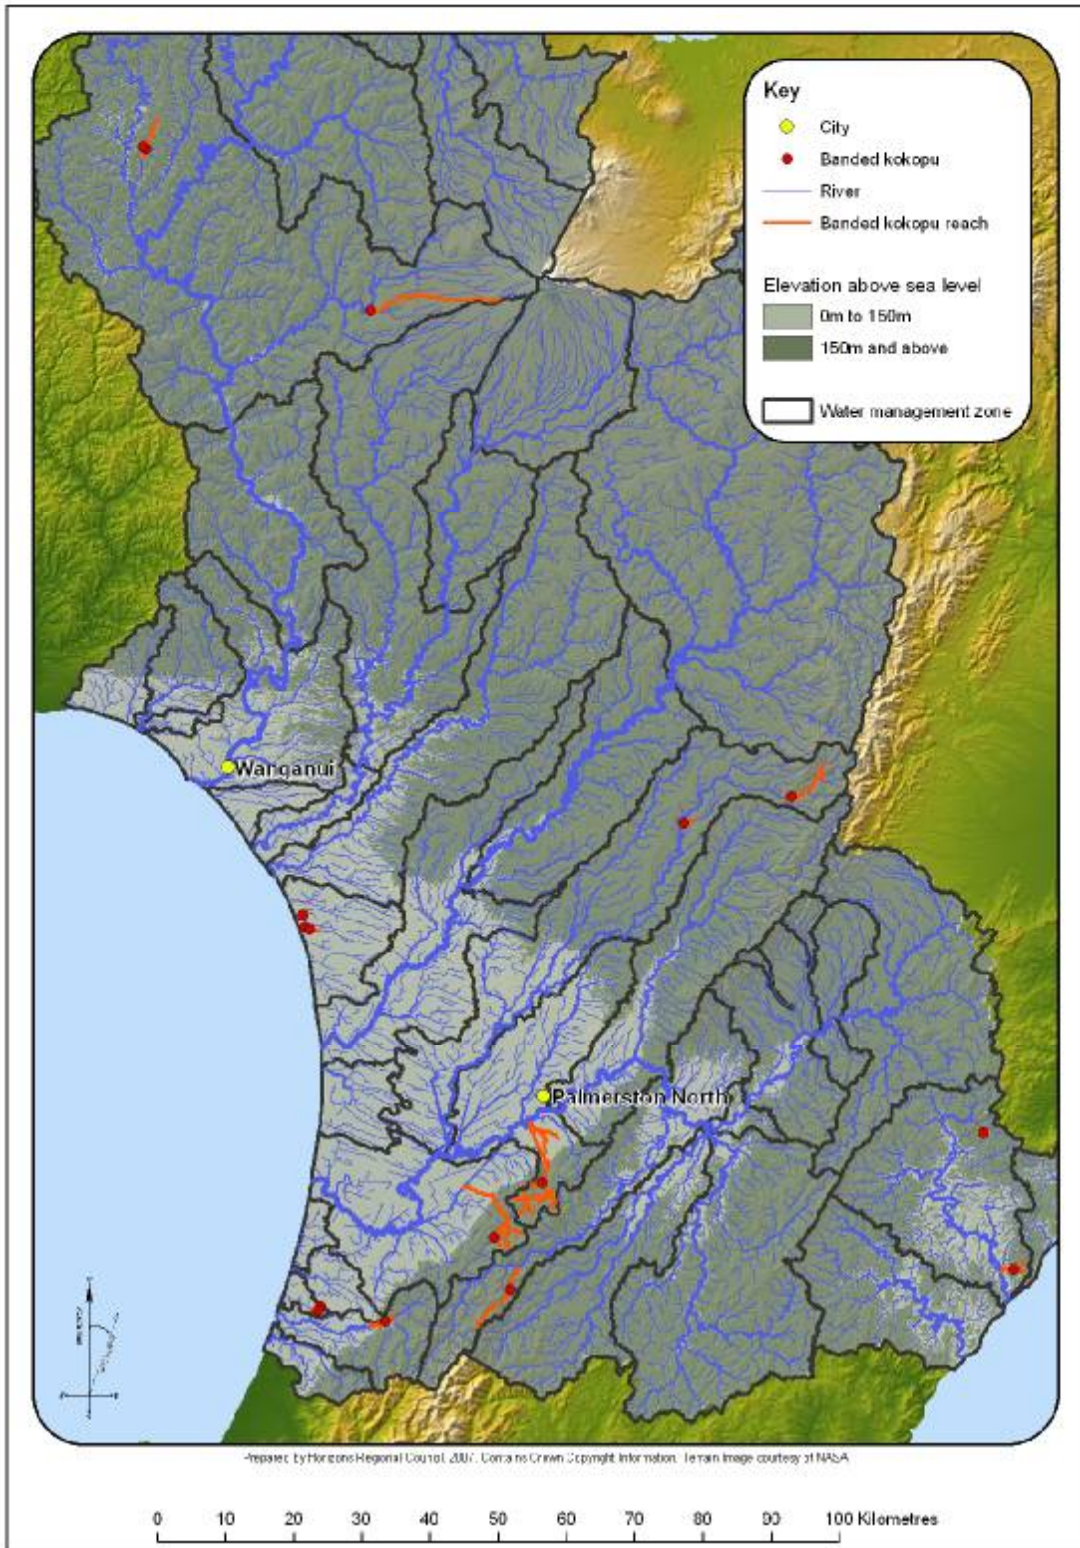 Key
City
Banded kokopu
River
Banded kokopu reach
Elevation above sea level
0m to 150m
150m and above
Water management zone
Wanganui
Palmerston North
Prepared by Horizons Regional Council, 2007. Contains Crown Copyright Information. Terrain Image courtesy of NASA
0 10 20 30 40 50 60 70 80 90 100 Kilometres